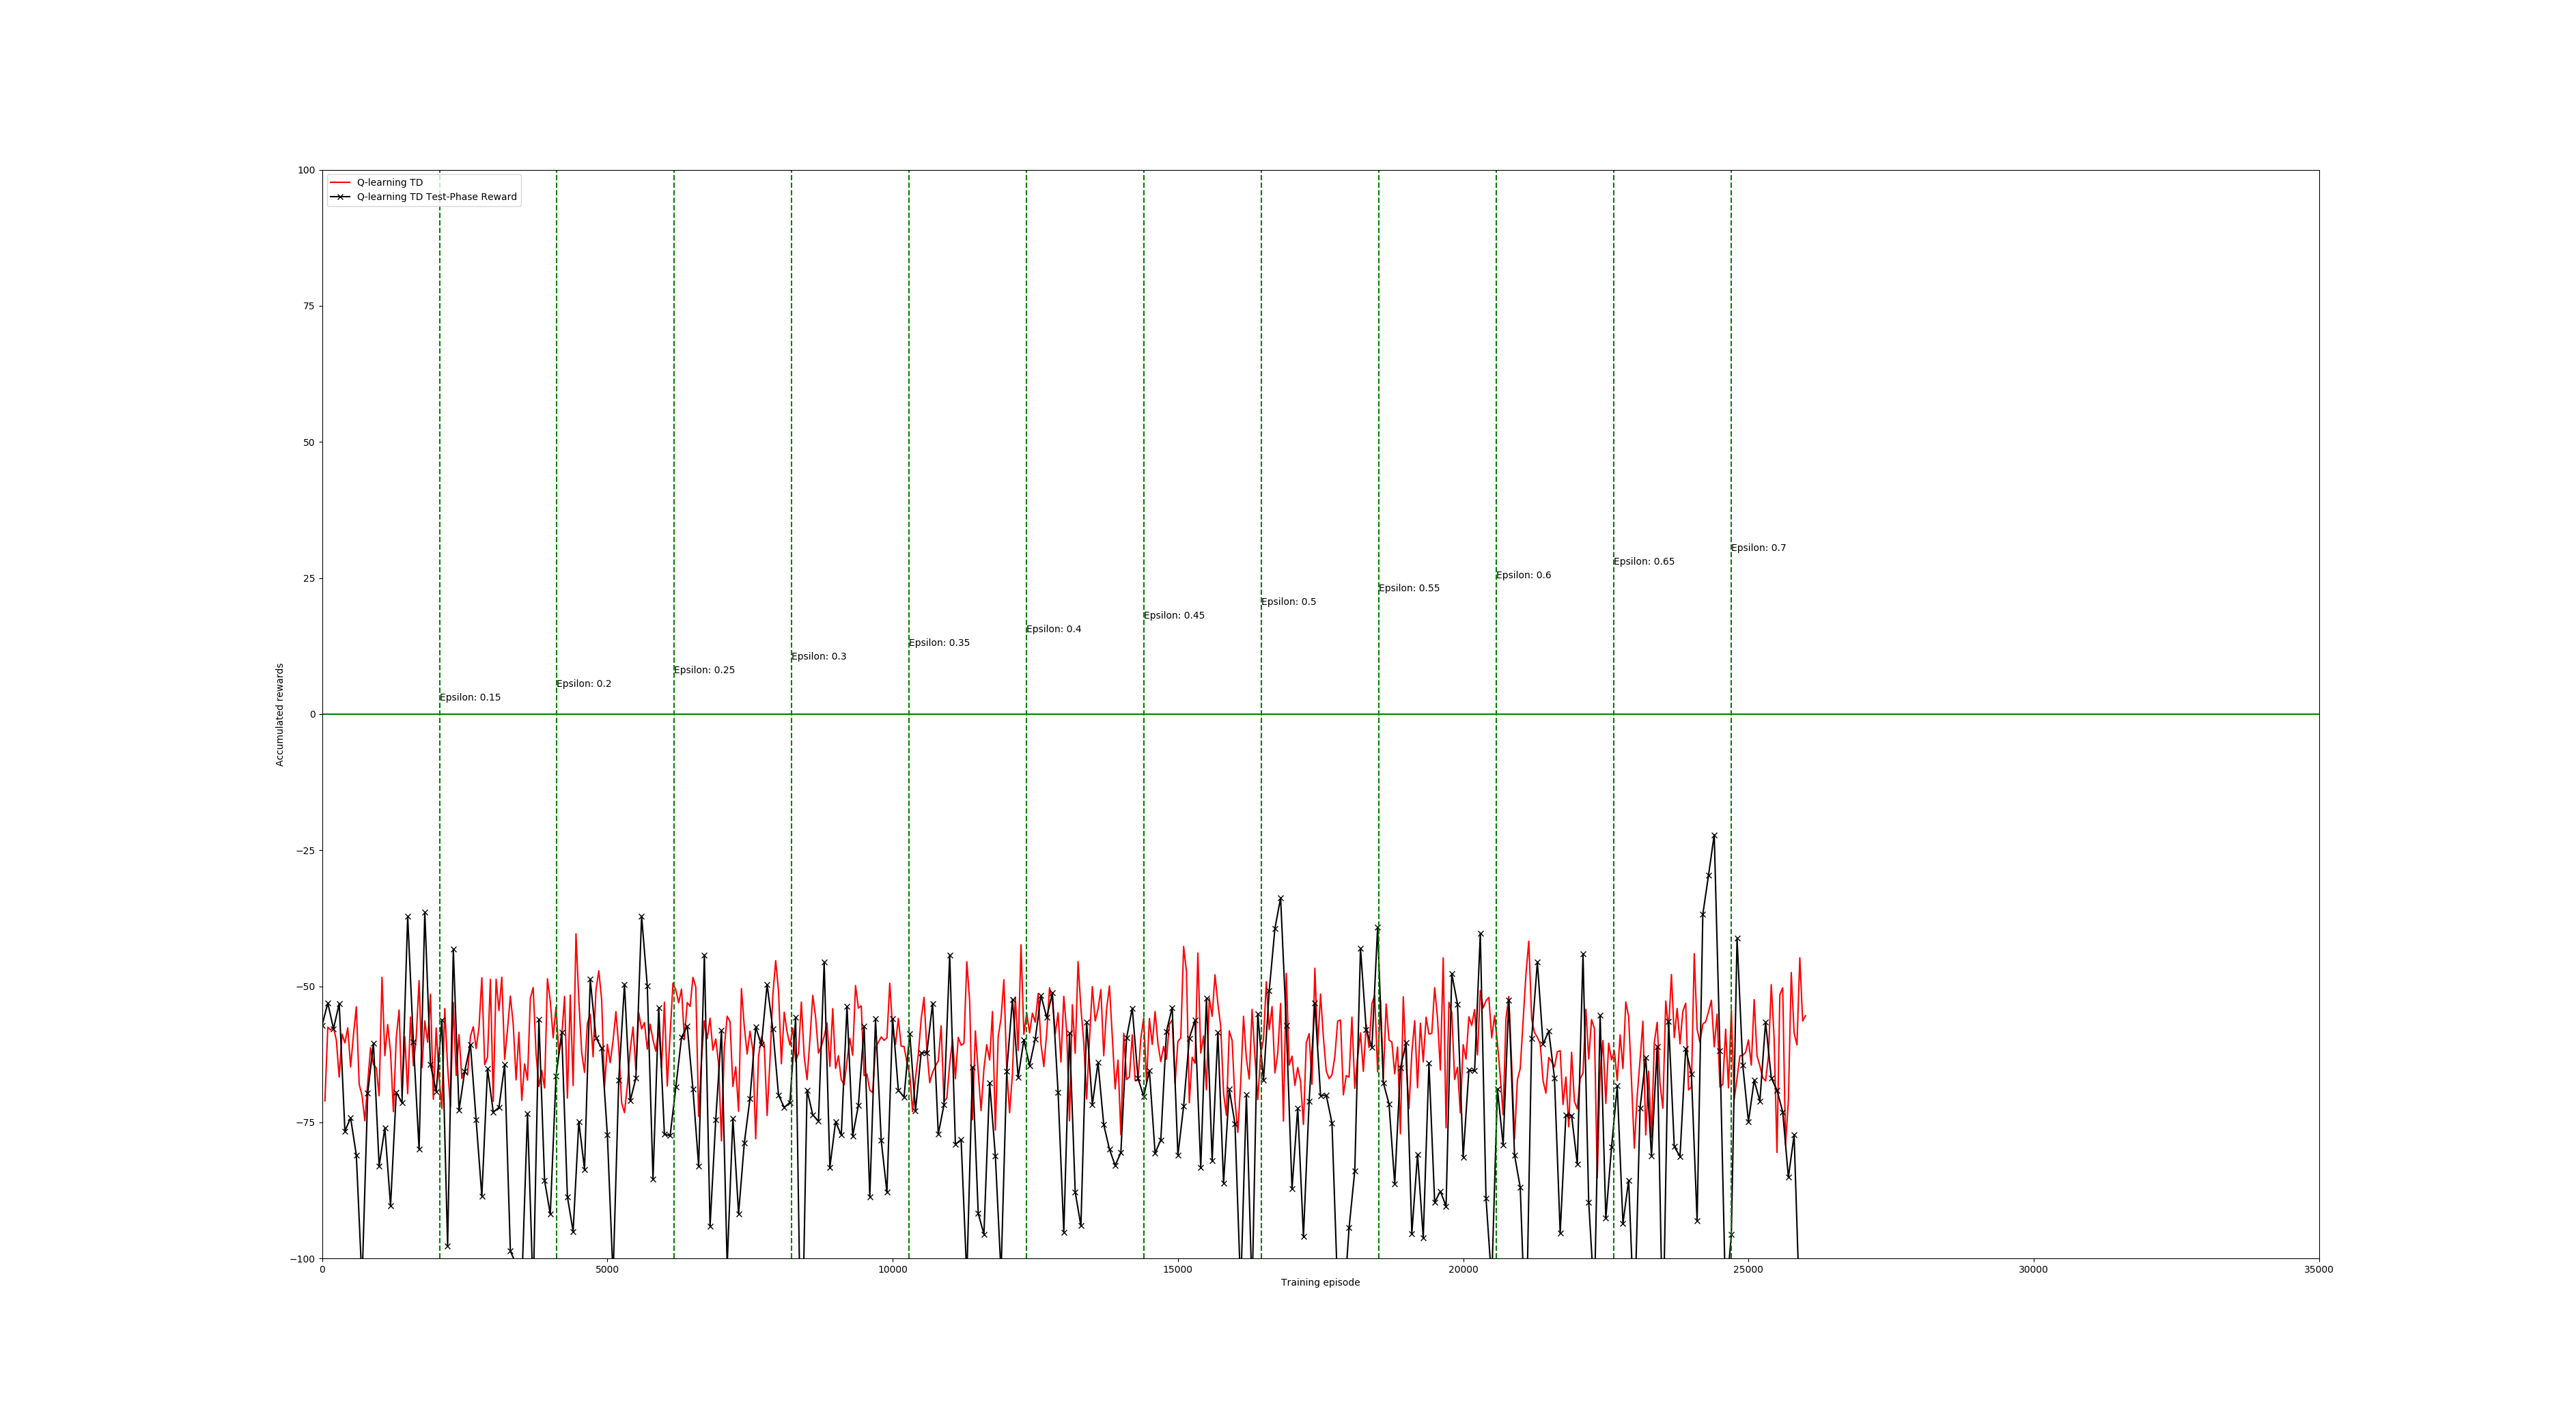 100
75
50
25
0
−25
−50
−75
−100
Accumulated rewards
Q-learning TD
Q-learning TD Test-Phase Reward
Epsilon: 0.15
Epsilon: 0.2
Epsilon: 0.25
Epsilon: 0.3
Epsilon: 0.35
Epsilon: 0.4
Epsilon: 0.45
Epsilon: 0.5
Epsilon: 0.55
Epsilon: 0.6
Epsilon: 0.65
Epsilon: 0.7
0 5000 10000 15000 20000 25000 30000 35000
Training episode